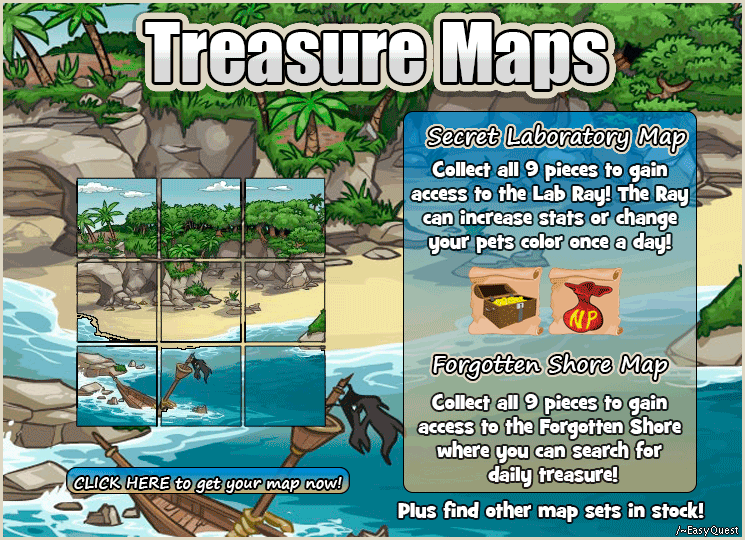 Treasure Maps
Secret Laboratory Map
Collect all 9 pieces to gain
access to the Lab Ray! The Ray
can increase stats or change
your pets color once a day!
NP
Forgotten Shore Map
Collect all 9 pieces to gain
access to the Forgotten Shore
where you can search for
daily treasure!
CLICK HERE to get your map now!
Plus find other map sets in stock!
/~EasyQuest